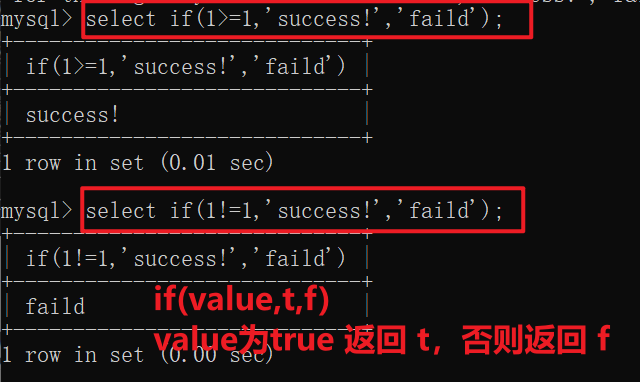 mysql> select if(1>=1,'success!','faild');
if(1>=1,'success!','faild')
success!
1 row in set (0.01 sec)
mysql> select if(1!=1,'success!','faild');
if(1!=1,'success!','faild')
faild
if(value,t,f)
value为true 返回 t，否则返回 f
1 row in set (0.00 sec)